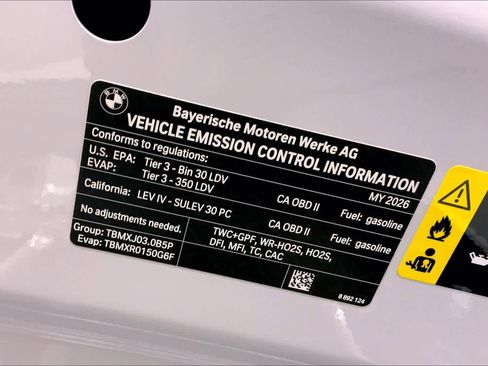 BMW
Bayerische Motoren Werke AG
VEHICLE EMISSION CONTROL INFORMATION
Conforms to regulations: MY 2026
U.S. EPA: Tier 3 - Bin 30 LDV CA OBD II Fuel: gasoline
EVAP: Tier 3 - 350 LDV
California: LEV IV - SULEV 30 PC CA OBD II Fuel: gasoline
No adjustments needed.
Group: TBMXJ03.0B5P TWC+GPF, WR-HO2S, HO2S,
Evap: TBMXR0150G6F DFI, MFI, TC, CAC
8 892 124